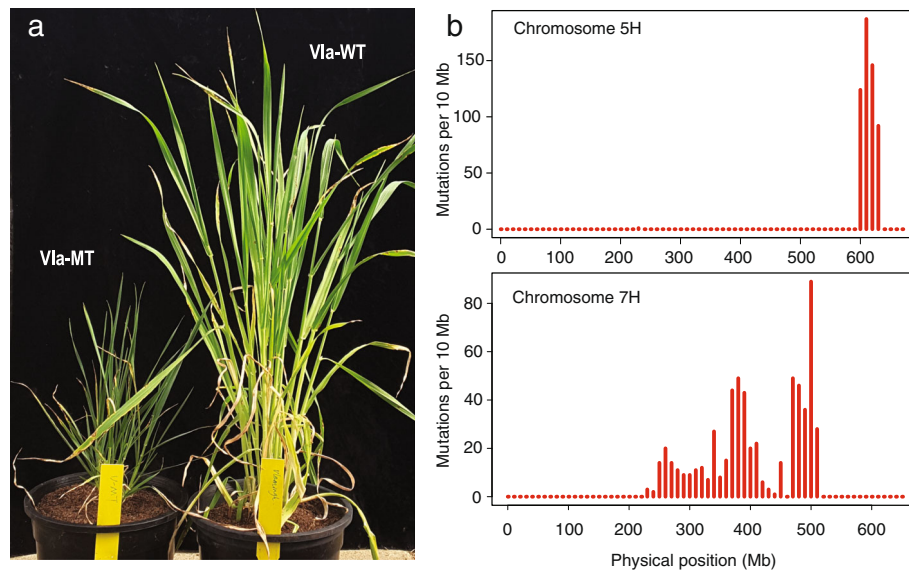 a
Vla-WT
Vla-MT
b
Chromosome 5H
Mutations per 10 Mb
150
100
50
0
0 100 200 300 400 500 600
Chromosome 7H
Mutations per 10 Mb
80
60
40
20
0
0 100 200 300 400 500 600
Physical position (Mb)